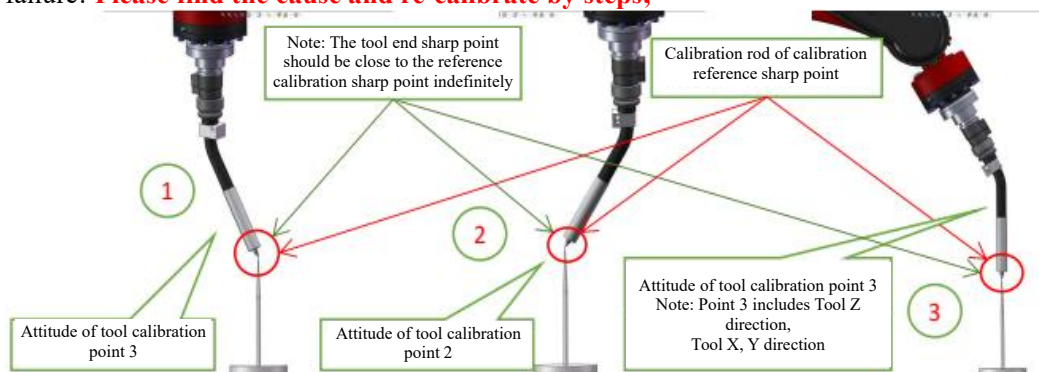 failure. Please find the cause and re-calibrate by steps,
Note: The tool end sharp point
should be close to the reference
calibration sharp point indefinitely
Calibration rod of calibration
reference sharp point
1
2
3
Attitude of tool calibration
point 3
Attitude of tool calibration
point 2
Attitude of tool calibration point 3
Note: Point 3 includes Tool Z
direction,
Tool X, Y direction